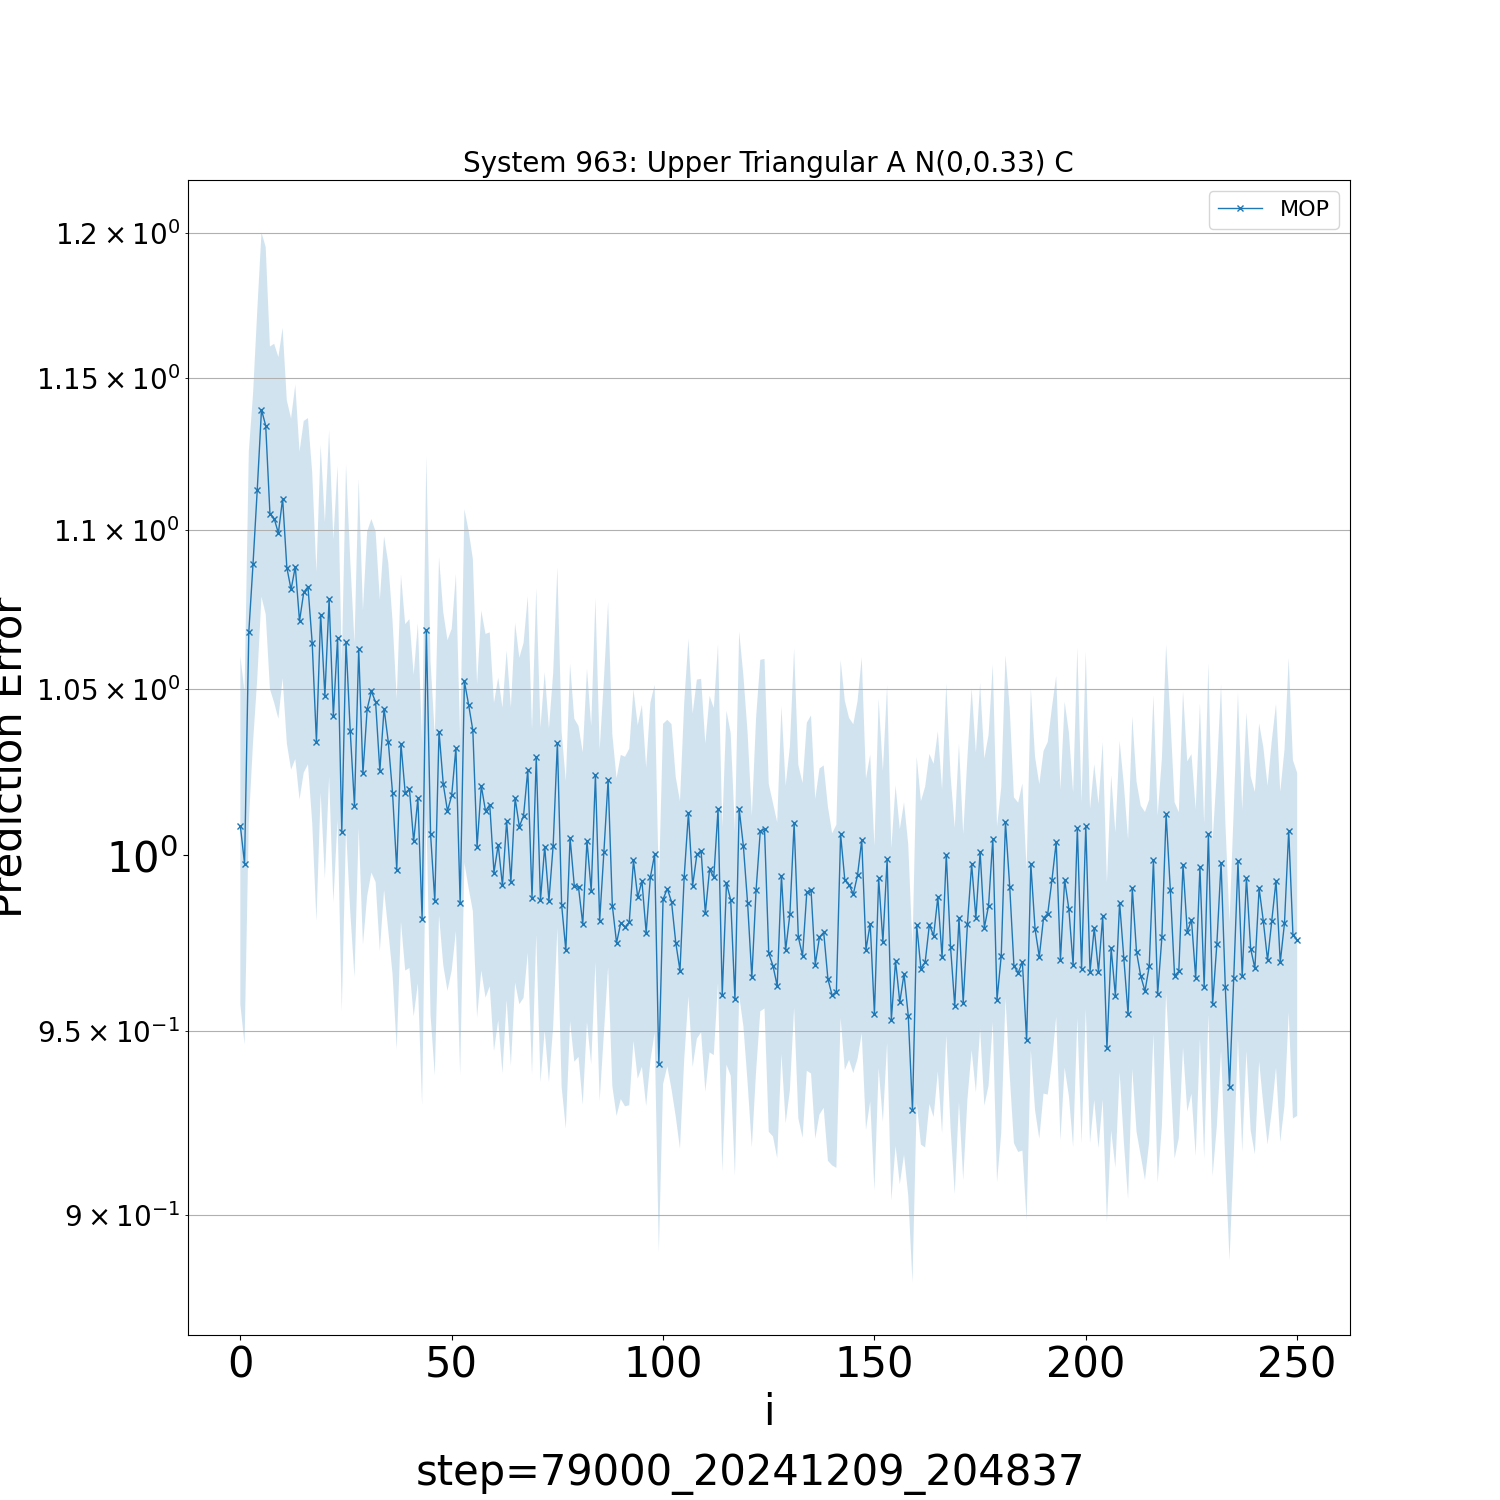 System 963: Upper Triangular A N(0,0.33) C
MOP
1.2 × 10⁰
1.15 × 10⁰
1.1 × 10⁰
1.05 × 10⁰
10⁰
9.5 × 10⁻¹
9 × 10⁻¹
Prediction Error
0 50 100 150 200 250
i
step=79000_20241209_204837